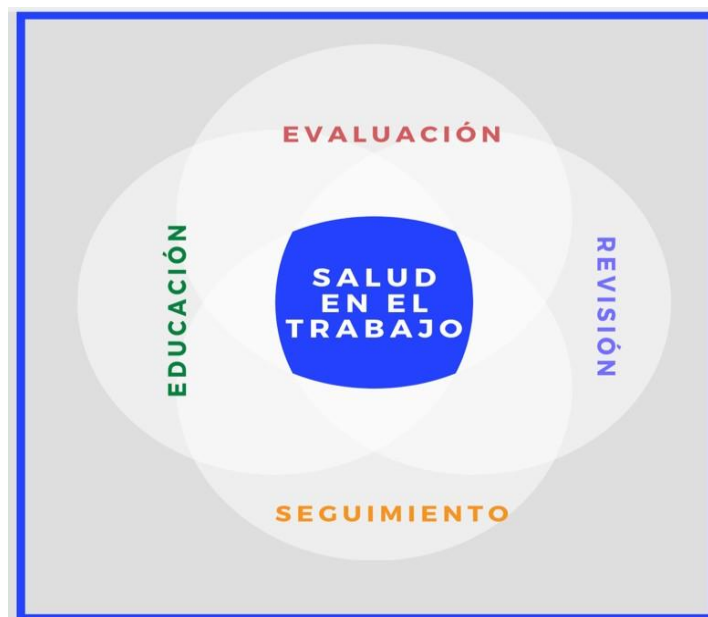 EVALUACIÓN
EDUCACIÓN
SALUD
EN EL
TRABAJO
REVISIÓN
SEGUIMIENTO